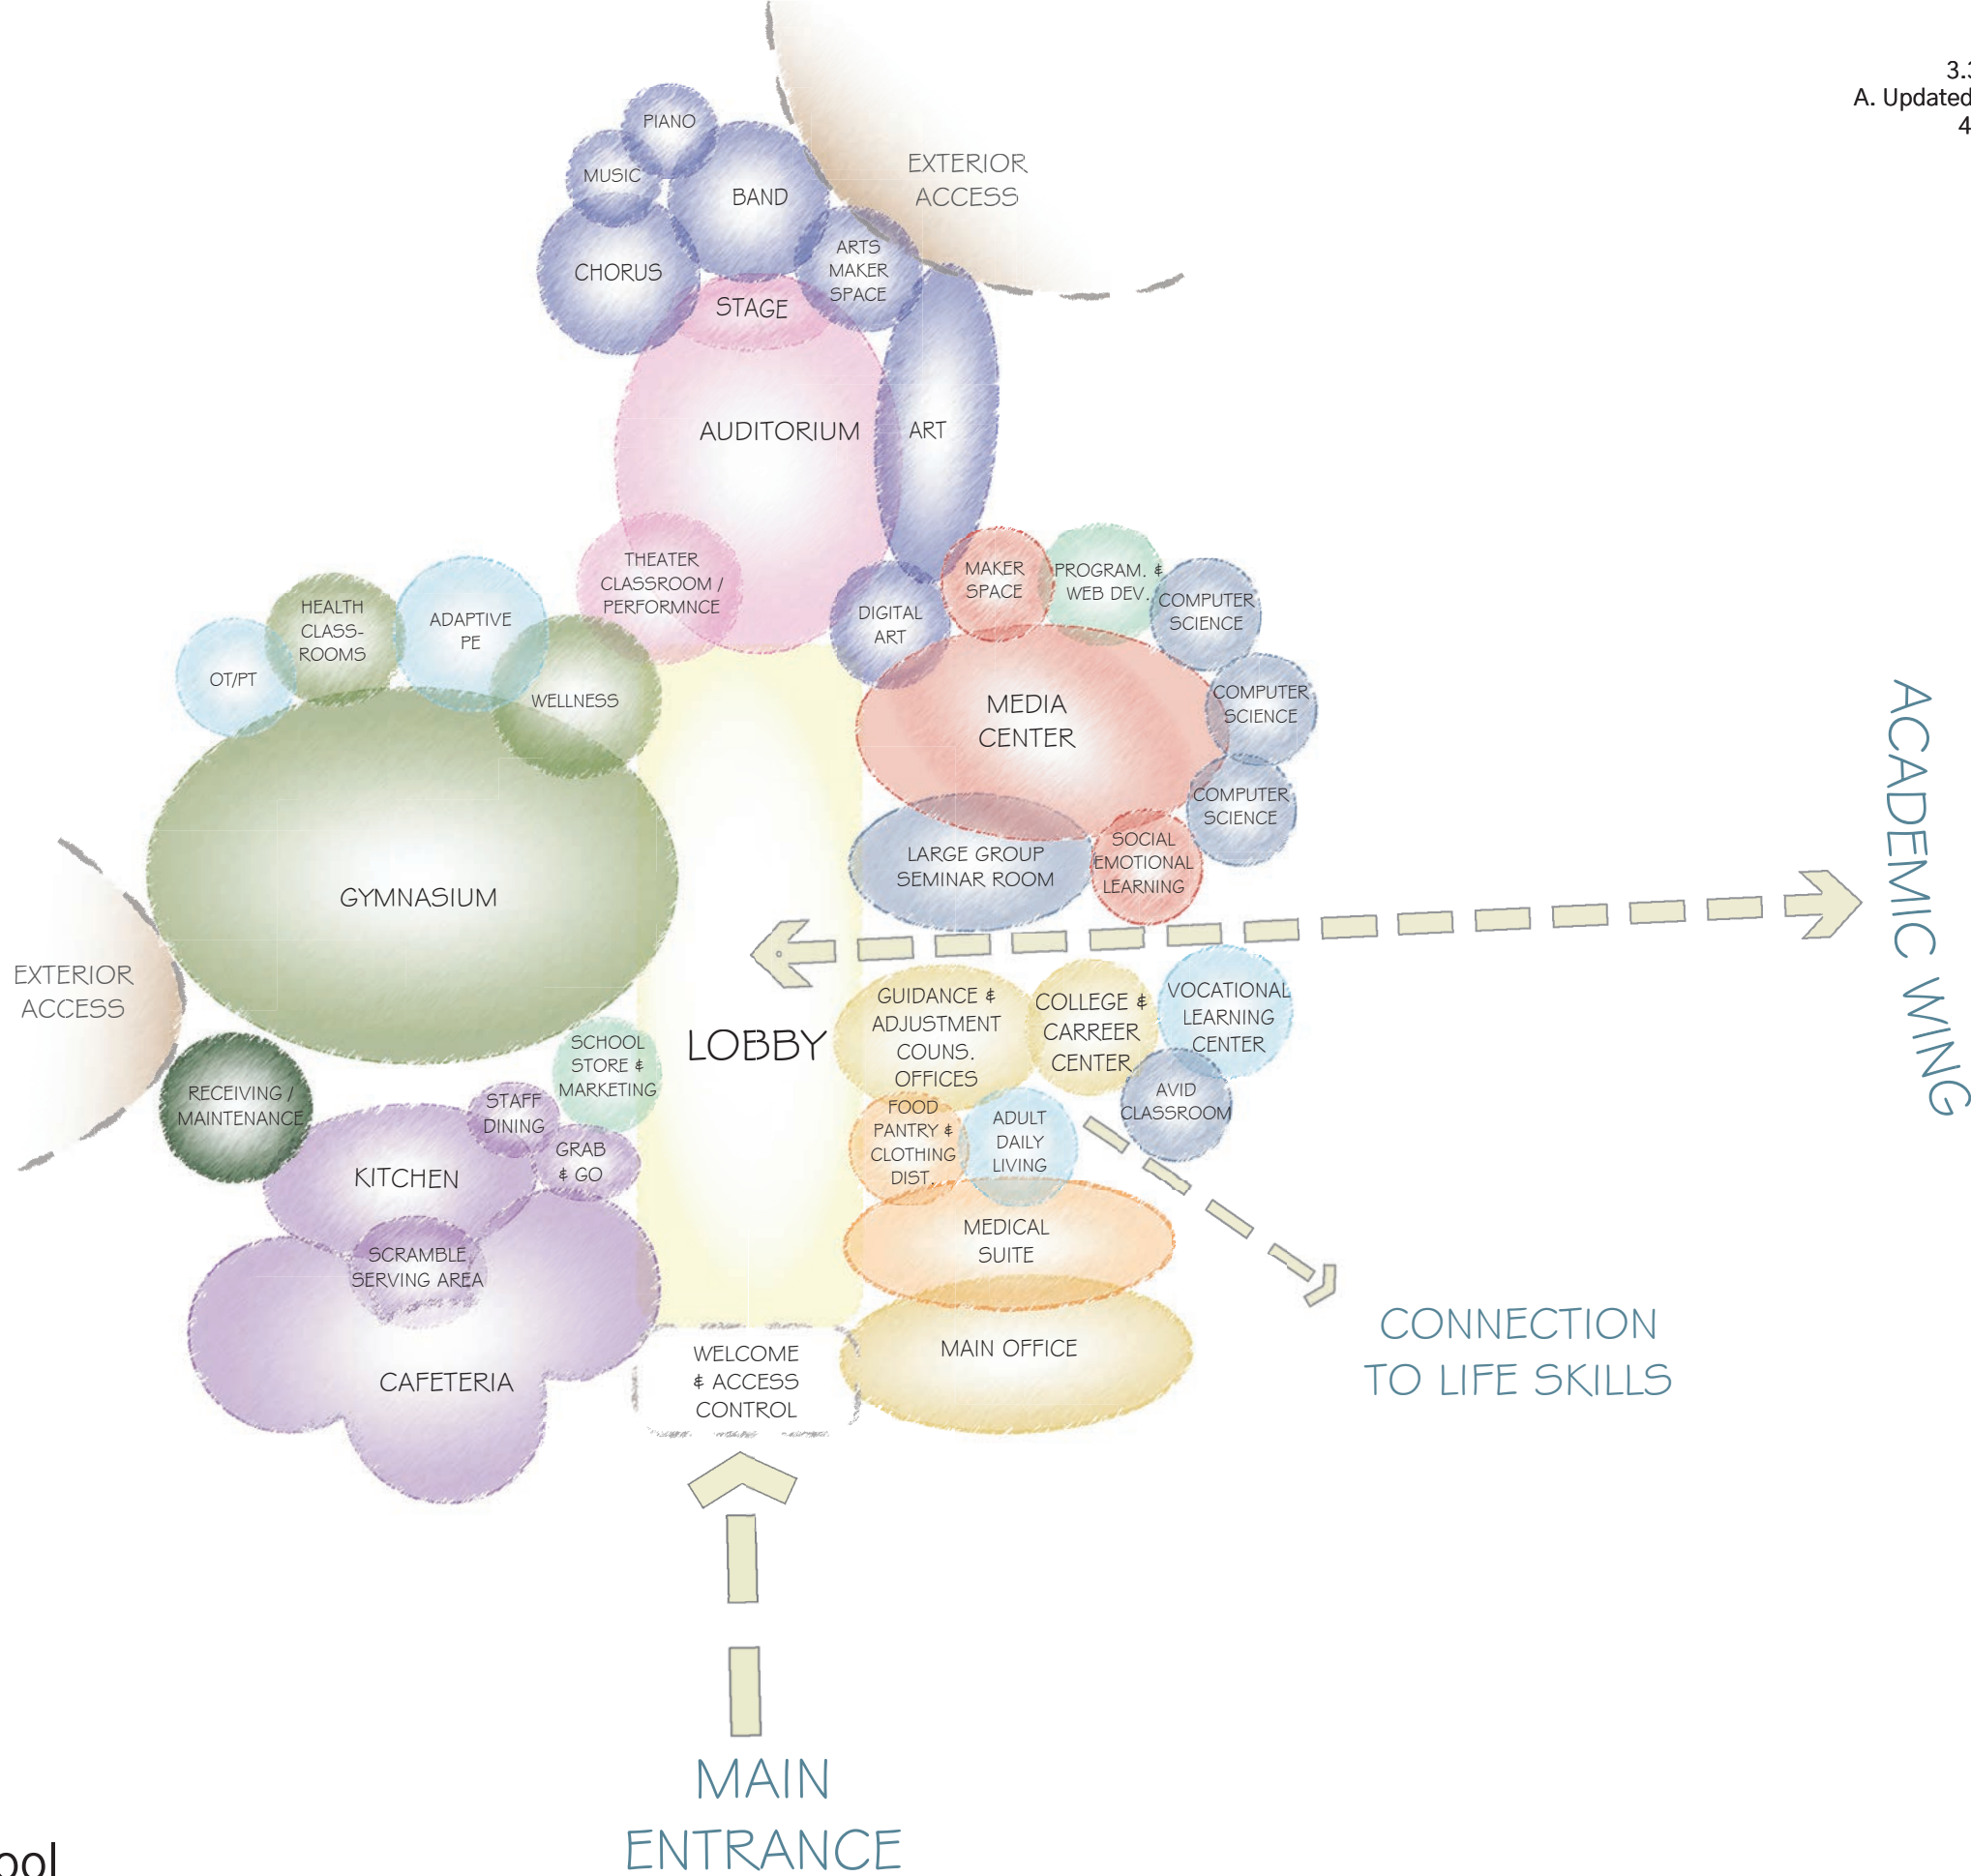 3.3
A. Updated
4
PIANO
MUSIC
BAND
EXTERIOR
ACCESS
CHORUS
ARTS
MAKER
SPACE
STAGE
AUDITORIUM
ART
THEATER
CLASSROOM /
PERFORMNCE
MAKER
SPACE
PROGRAM. &
WEB DEV.
COMPUTER
SCIENCE
DIGITAL
ART
HEALTH
CLASS-
ROOMS
ADAPTIVE
PE
OT/PT
WELLNESS
MEDIA
CENTER
COMPUTER
SCIENCE
COMPUTER
SCIENCE
LARGE GROUP
SEMINAR ROOM
SOCIAL
EMOTIONAL
LEARNING
GYMNASIUM
ACADEMIC WING
EXTERIOR
ACCESS
LOBBY
GUIDANCE &
ADJUSTMENT
COUNS.
OFFICES
COLLEGE &
CARREER
CENTER
VOCATIONAL
LEARNING
CENTER
AVID
CLASSROOM
SCHOOL
STORE &
MARKETING
RECEIVING /
MAINTENANCE
STAFF
DINING
GRAB
& GO
KITCHEN
FOOD
PANTRY &
CLOTHING
DIST.
ADULT
DAILY
LIVING
MEDICAL
SUITE
SCRAMBLE
SERVING AREA
CAFETERIA
WELCOME
& ACCESS
CONTROL
MAIN OFFICE
CONNECTION
TO LIFE SKILLS
MAIN
ENTRANCE
ool